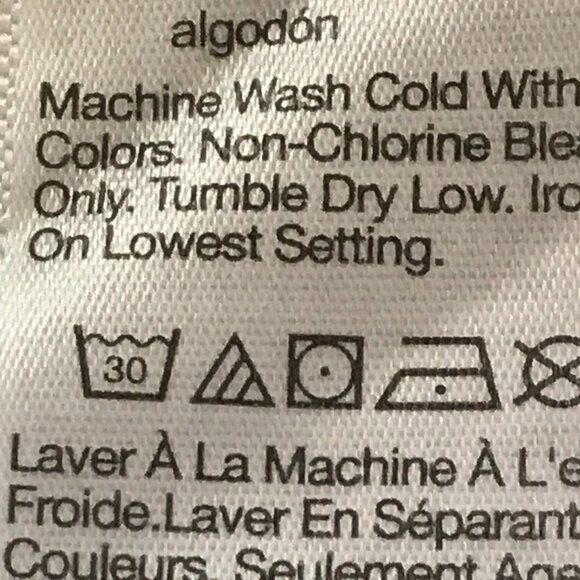 algodón
Machine Wash Cold With
Colors. Non-Chlorine
Only. Tumble Dry Low.
On Lowest Setting.
30
Laver À La Machine À
Froide.Laver En Séparant
Couleurs. Seulement